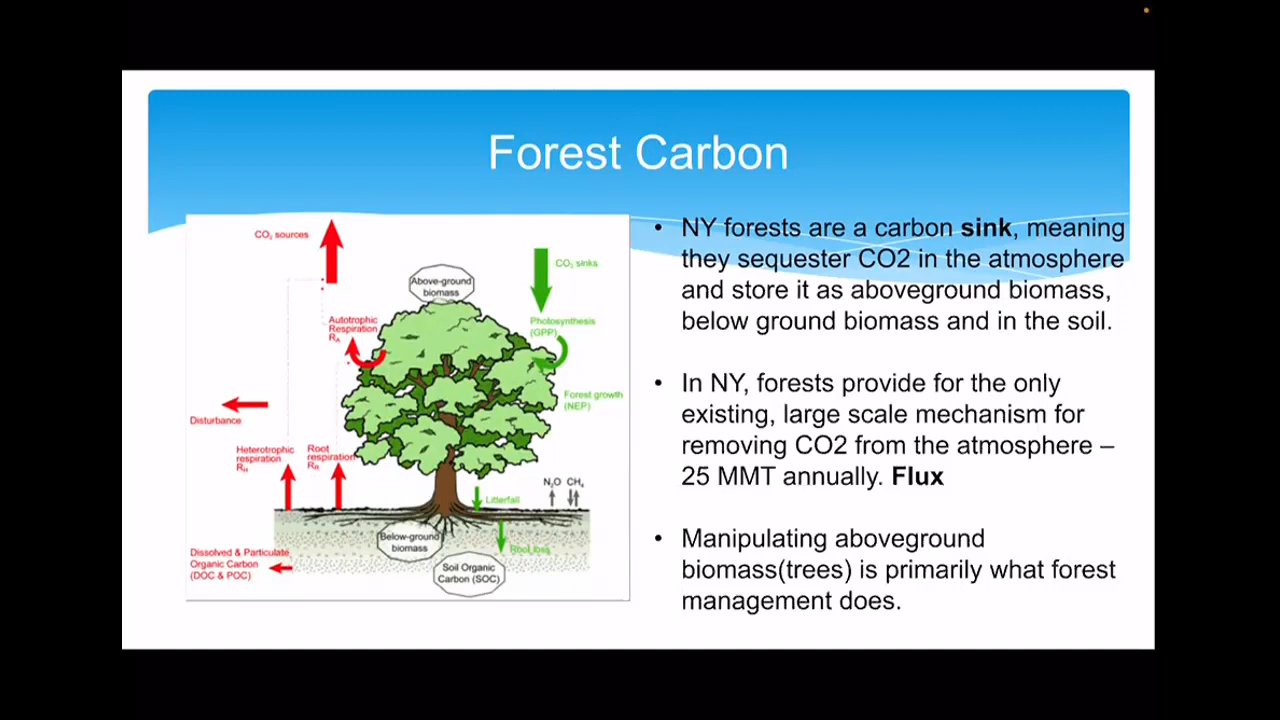 Forest Carbon
CO2 sources
CO2 sinks
Above-ground
biomass
Autotrophic
Respiration
RA
Photosynthesis
(GPP)
Forest growth
(NEP)
Disturbance
Heterotrophic
respiration
RH
Root
respiration
RR
N2O CH4
Litterfall
Below-ground
biomass
Root loss
Dissolved & Particulate
Organic Carbon
(DOC & POC)
Soil Organic
Carbon (SOC)
• NY forests are a carbon sink, meaning
they sequester CO2 in the atmosphere
and store it as aboveground biomass,
below ground biomass and in the soil.
• In NY, forests provide for the only
existing, large scale mechanism for
removing CO2 from the atmosphere –
25 MMT annually. Flux
• Manipulating aboveground
biomass(trees) is primarily what forest
management does.